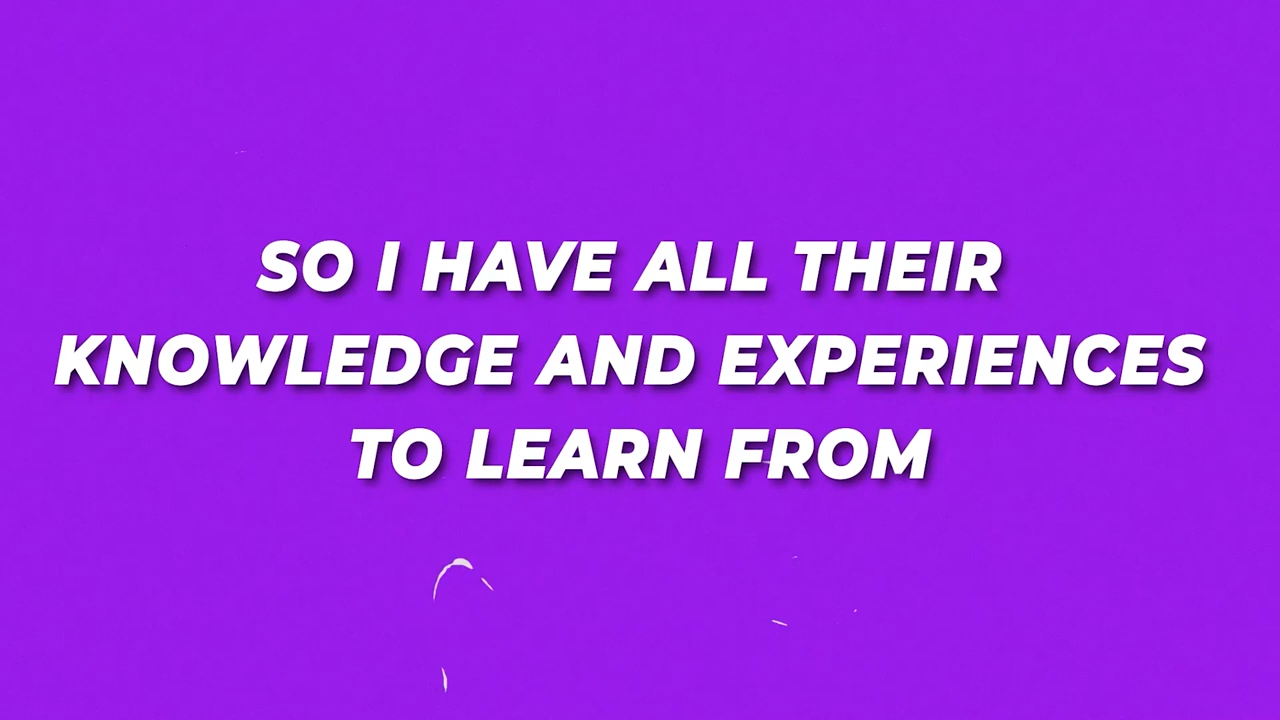 SO I HAVE ALL THEIR
KNOWLEDGE AND EXPERIENCES
TO LEARN FROM